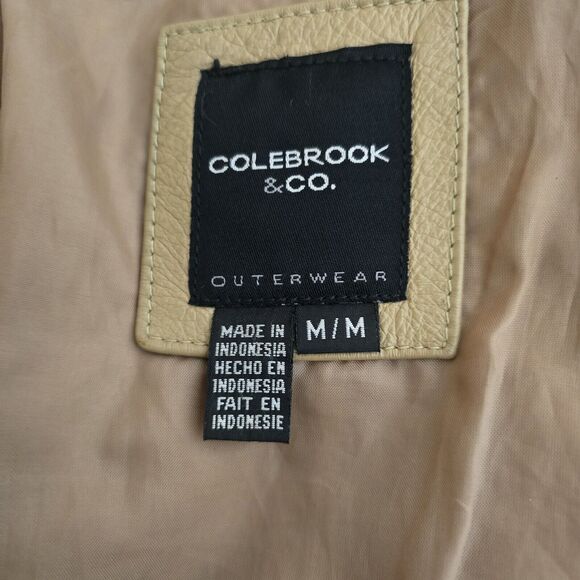 COLEBROOK
&CO.
OUTERWEAR
M/M
MADE IN
INDONESIA
HECHO EN
INDONESIA
FAIT EN
INDONESIE